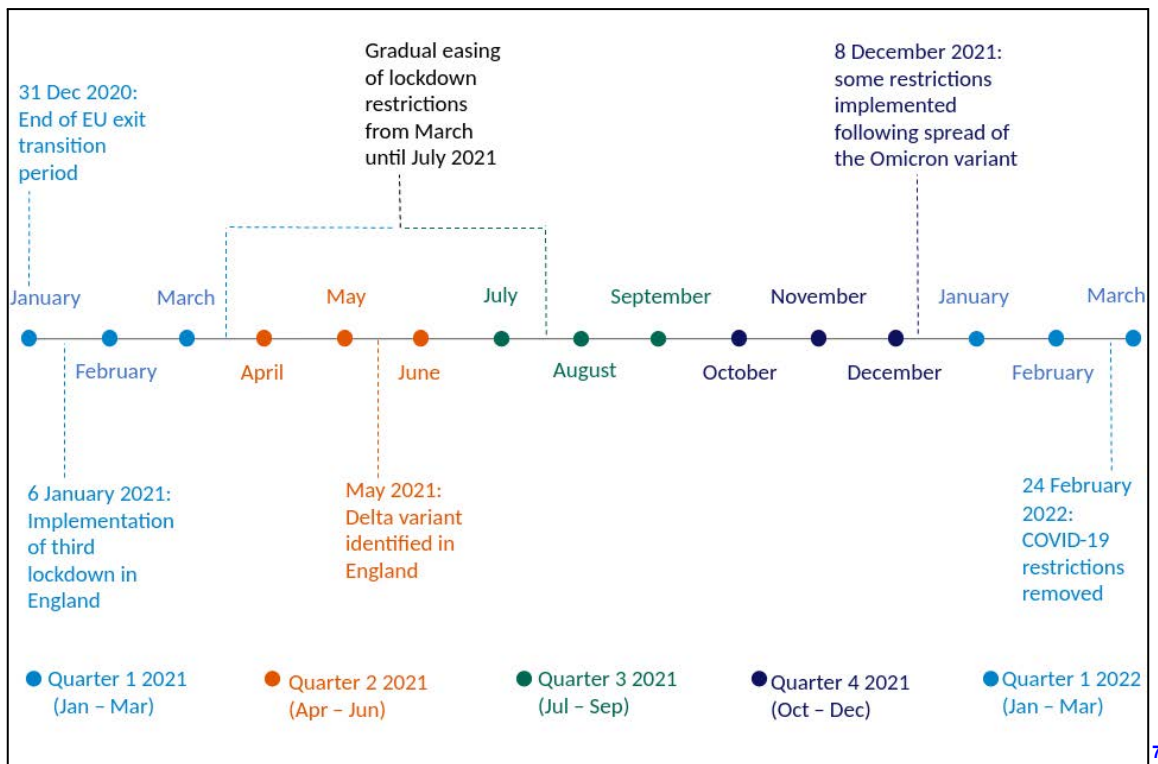 31 Dec 2020:
End of EU exit
transition
period
Gradual easing
of lockdown
restrictions
from March
until July 2021
8 December 2021:
some restrictions
implemented
following spread of
the Omicron variant
January
March
May
July
September
November
January
March
February
April
June
August
October
December
February
6 January 2021:
Implementation
of third
lockdown in
England
May 2021:
Delta variant
identified in
England
24 February
2022:
COVID-19
restrictions
removed
Quarter 1 2021
(Jan – Mar)
Quarter 2 2021
(Apr – Jun)
Quarter 3 2021
(Jul – Sep)
Quarter 4 2021
(Oct – Dec)
Quarter 1 2022
(Jan – Mar)